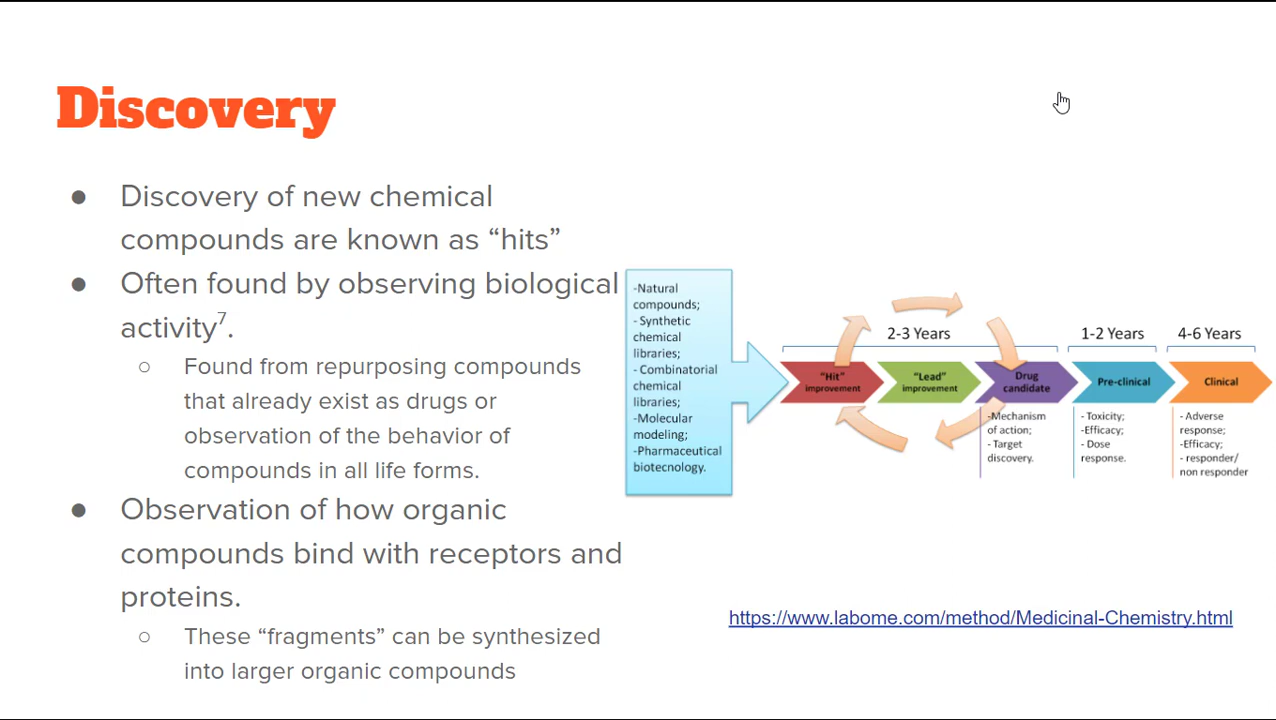 Discovery
● Discovery of new chemical
compounds are known as “hits”
● Often found by observing biological
activity7.
○ Found from repurposing compounds
that already exist as drugs or
observation of the behavior of
compounds in all life forms.
● Observation of how organic
compounds bind with receptors and
proteins.
○ These “fragments” can be synthesized
into larger organic compounds
-Natural
compounds;
- Synthetic
chemical
libraries;
- Combinatorial
chemical
libraries;
-Molecular
modeling;
-Pharmaceutical
biotecnology.
2-3 Years
1-2 Years
4-6 Years
“Hit”
improvement
“Lead”
improvement
Drug
candidate
Pre-clinical
Clinical
-Mechanism
of action;
- Target
discovery.
- Toxicity;
-Efficacy;
- Dose
response.
- Adverse
response;
-Efficacy;
- responder/
non responder
https://www.labome.com/method/Medicinal-Chemistry.html